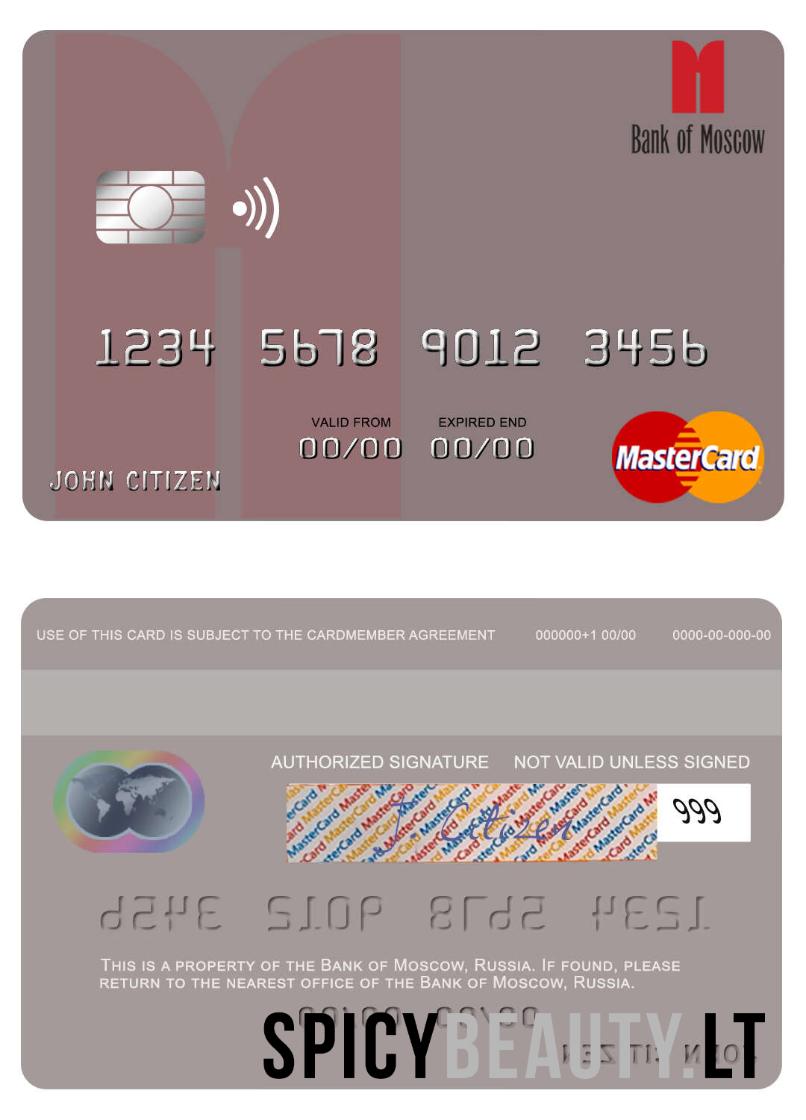 Bank of Moscow
1234 5678 9012 3456
VALID FROM EXPIRED END
00/00 00/00
JOHN CITIZEN
MasterCard
USE OF THIS CARD IS SUBJECT TO THE CARDMEMBER AGREEMENT 000000+1 00/00 0000-00-000-00
AUTHORIZED SIGNATURE NOT VALID UNLESS SIGNED
J. Citizen
999
THIS IS A PROPERTY OF THE BANK OF MOSCOW, RUSSIA. IF FOUND, PLEASE
RETURN TO THE NEAREST OFFICE OF THE BANK OF MOSCOW, RUSSIA.
SPICYBEAUTY.LT